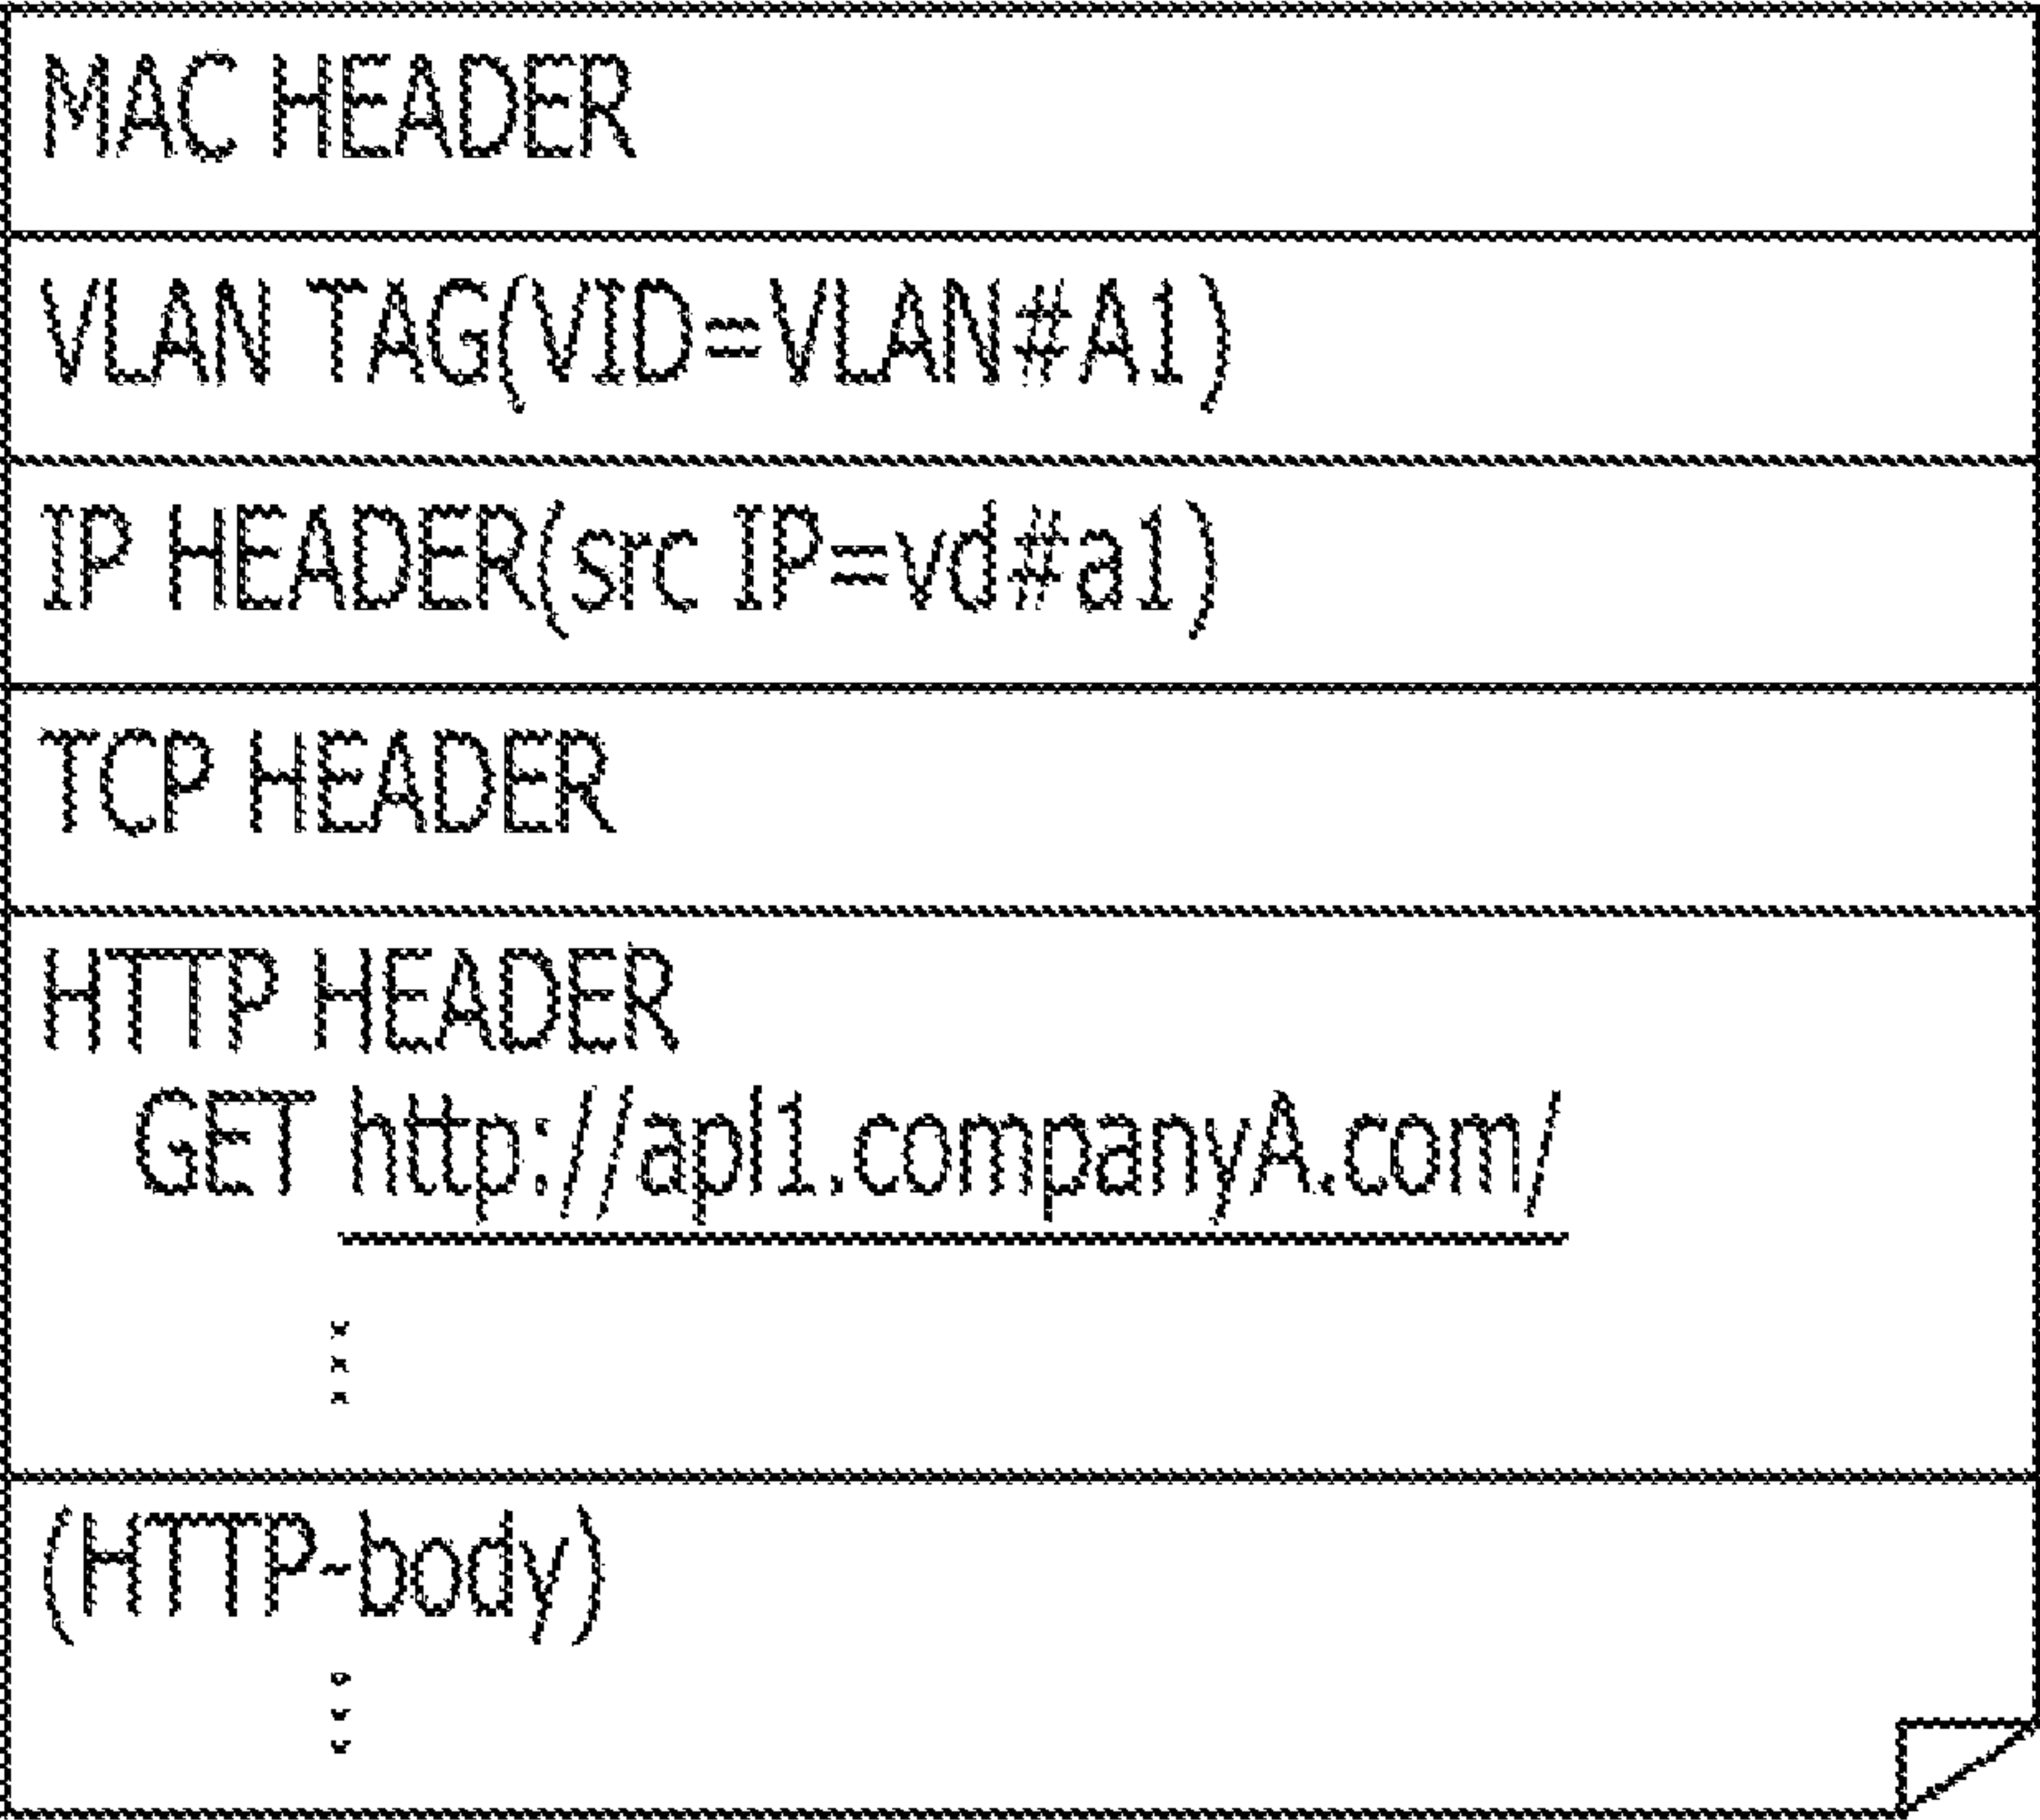 MAC HEADER
VLAN TAG(VID=VLAN#A1)
IP HEADER(src IP=vd#a1)
TCP HEADER
HTTP HEADER
GET http://apl1.companyA.com/
:
(HTTP-body)
: